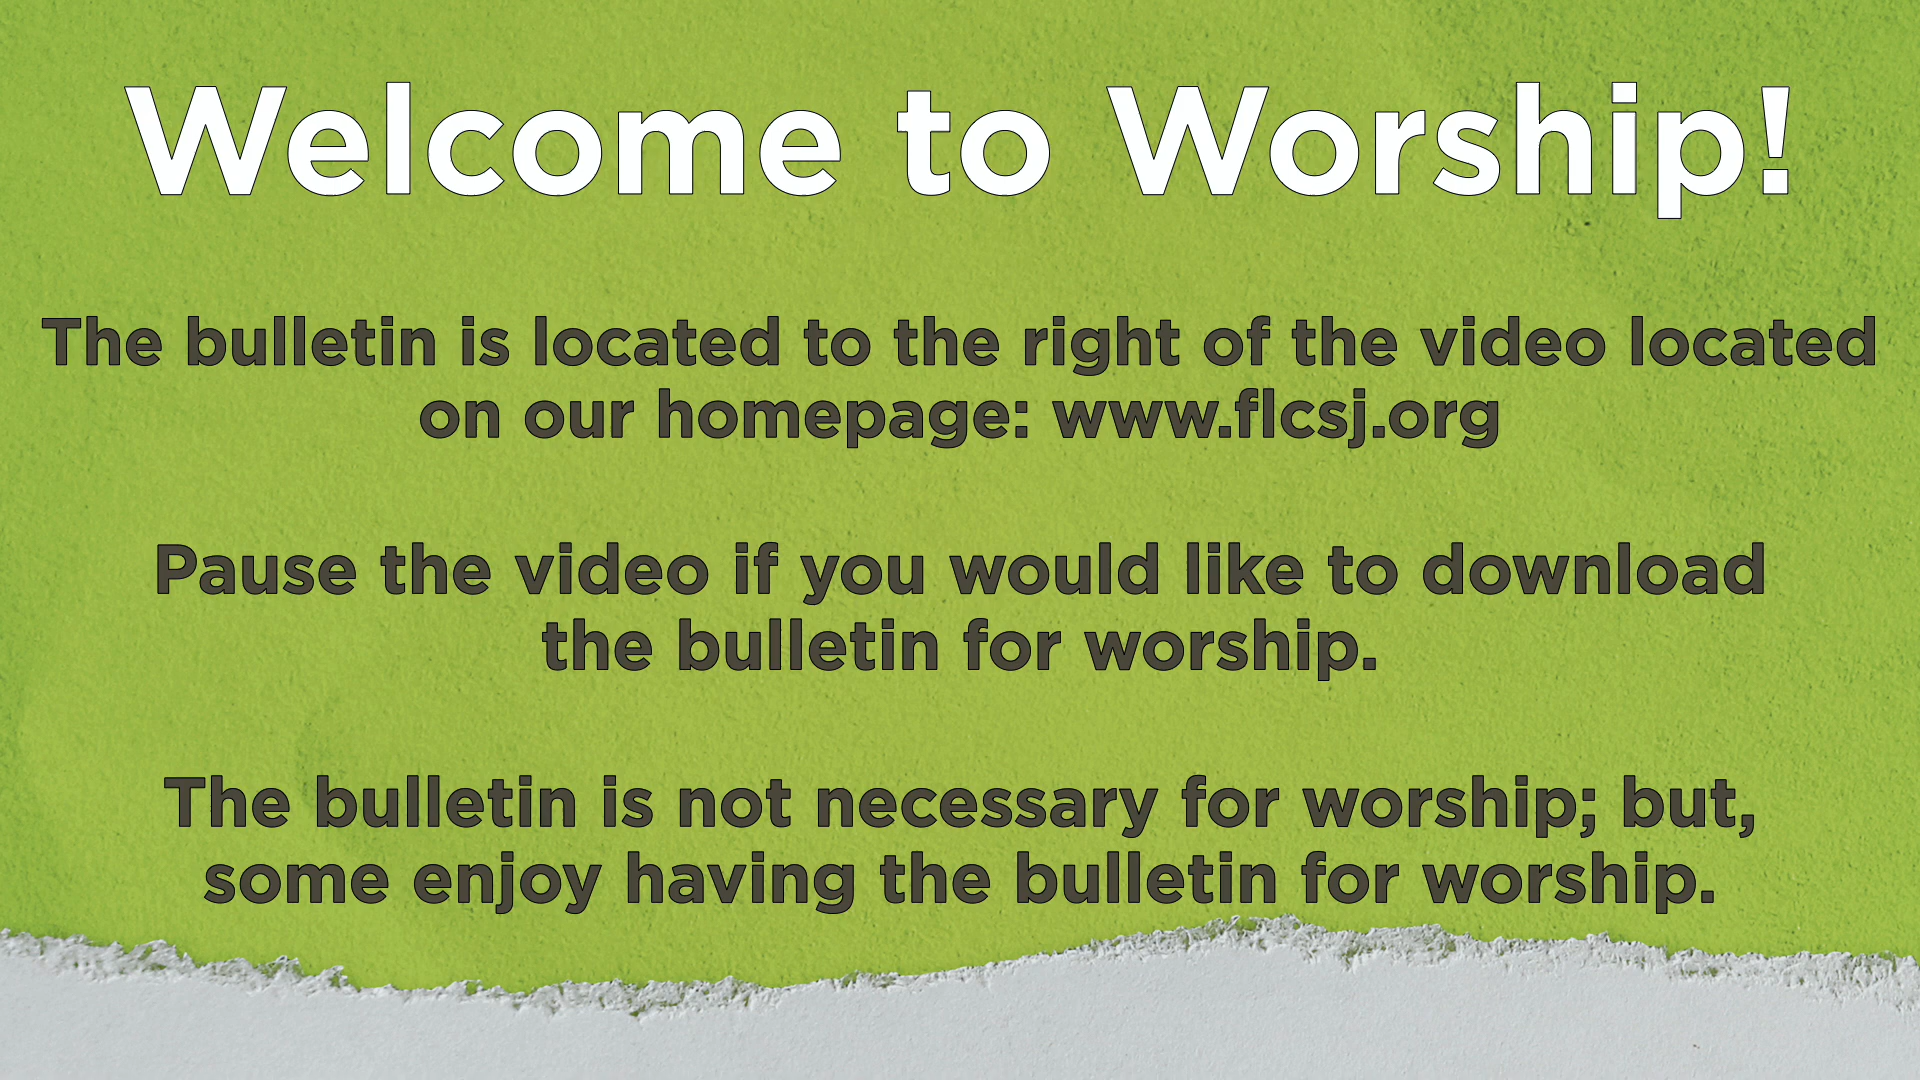 Welcome to Worship!
The bulletin is located to the right of the video located
on our homepage: www.flcsj.org
Pause the video if you would like to download
the bulletin for worship.
The bulletin is not necessary for worship; but,
some enjoy having the bulletin for worship.